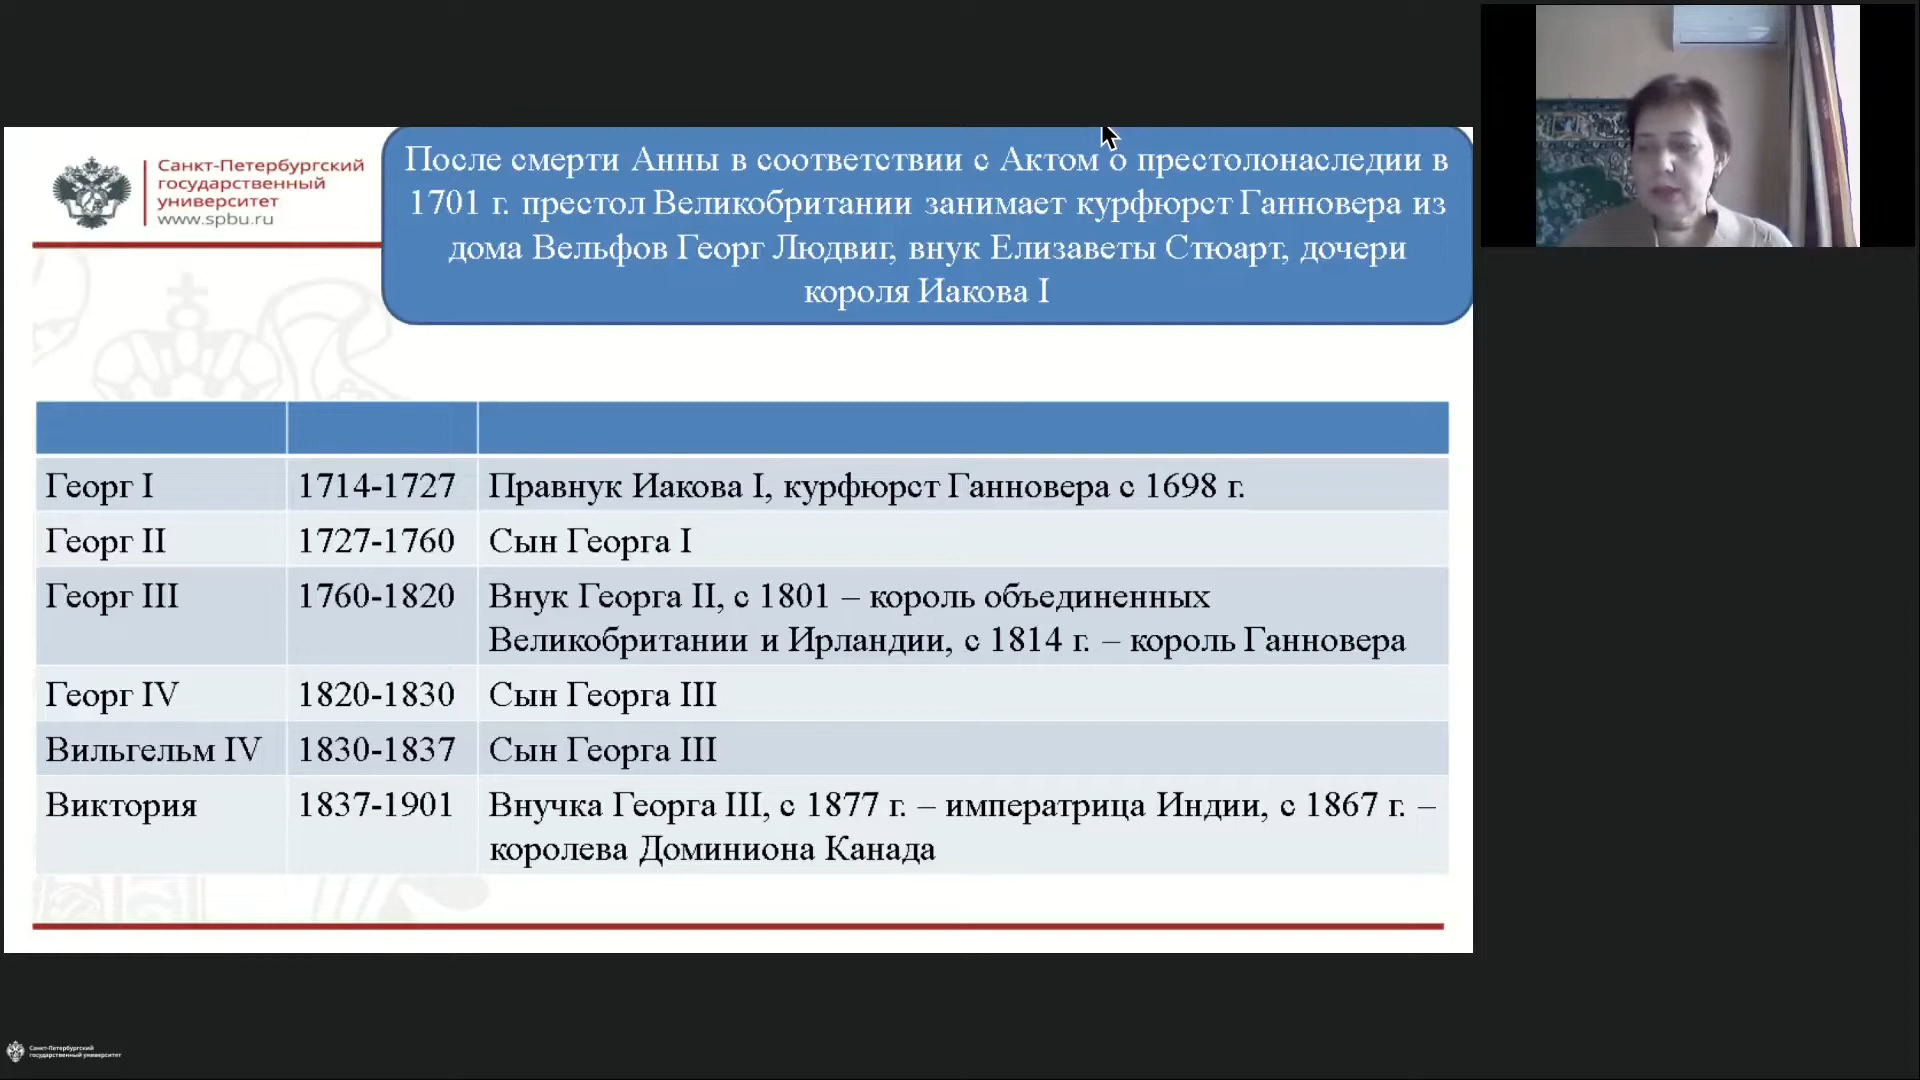 Санкт-Петербургский
государственный
университет
www.spbu.ru
После смерти Анны в соответствии с Актом о престолонаследии в
1701 г. престол Великобритании занимает курфюрст Ганновера из
дома Вельфов Георг Людвиг, внук Елизаветы Стюарт, дочери
короля Иакова I
Георг I 1714-1727 Правнук Иакова I, курфюрст Ганновера с 1698 г.
Георг II 1727-1760 Сын Георга I
Георг III 1760-1820 Внук Георга II, с 1801 – король объединенных
Великобритании и Ирландии, с 1814 г. – король Ганновера
Георг IV 1820-1830 Сын Георга III
Вильгельм IV 1830-1837 Сын Георга III
Виктория 1837-1901 Внучка Георга III, с 1877 г. – императрица Индии, с 1867 г. –
королева Доминиона Канада
Санкт-Петербургский
государственный университет